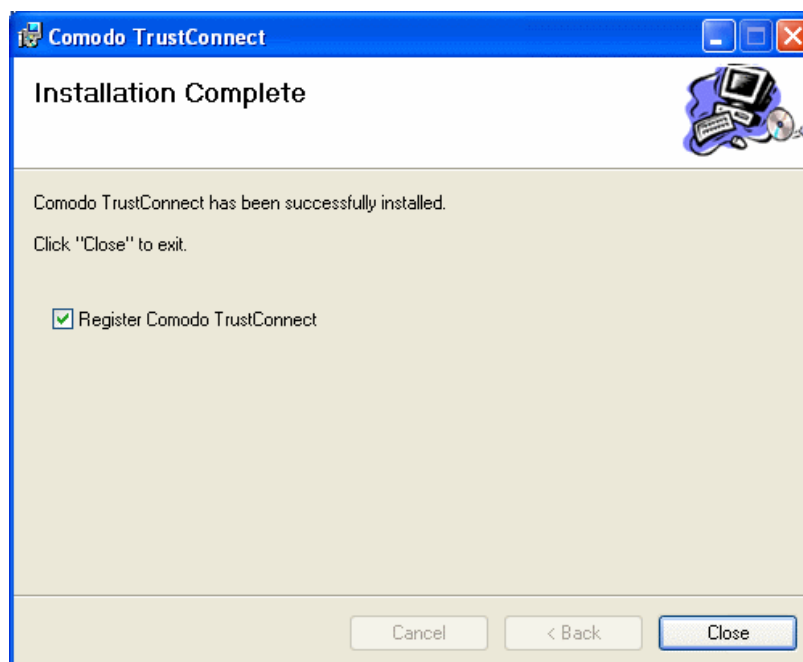 Comodo TrustConnect
Installation Complete
Comodo TrustConnect has been successfully installed.
Click "Close" to exit.
Register Comodo TrustConnect
Cancel
< Back
Close